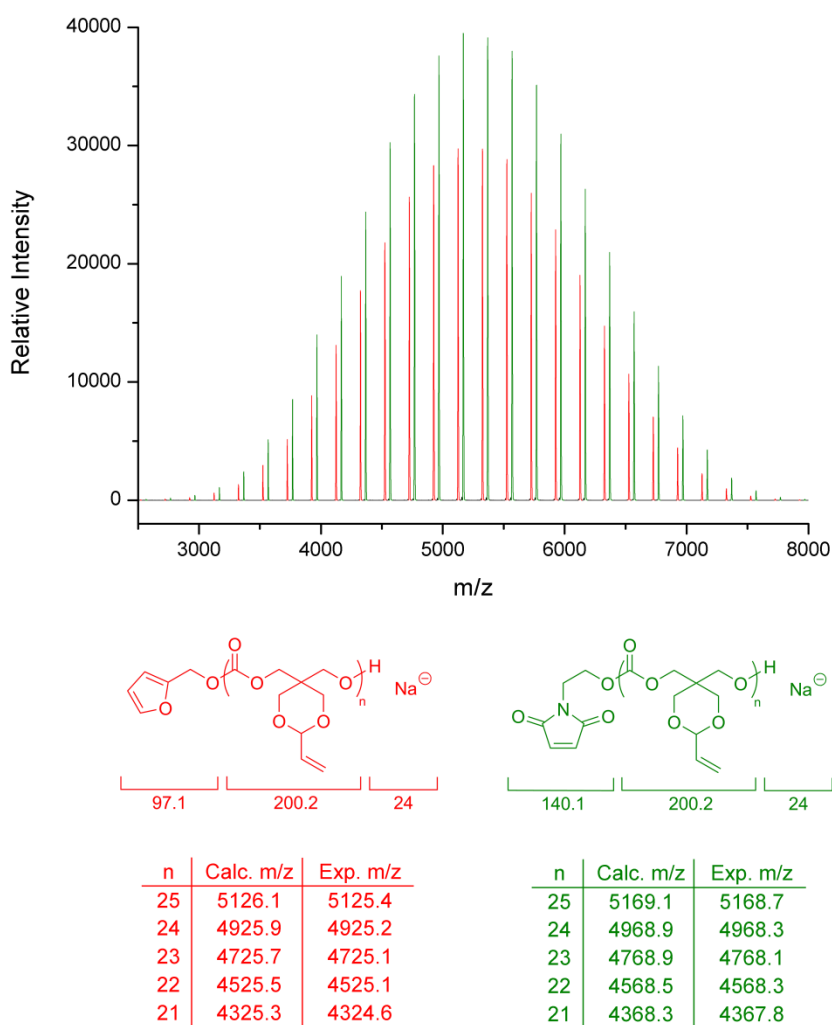 40000
30000
20000
10000
0
Relative Intensity
3000 4000 5000 6000 7000 8000
m/z
O
O O O H
n
O
O O
Na⊖
97.1 200.2 24
O
O O O H
n
N
O O
O O
Na⊖
140.1 200.2 24
n Calc. m/z Exp. m/z
25 5126.1 5125.4
24 4925.9 4925.2
23 4725.7 4725.1
22 4525.5 4525.1
21 4325.3 4324.6
n Calc. m/z Exp. m/z
25 5169.1 5168.7
24 4968.9 4968.3
23 4768.9 4768.1
22 4568.5 4568.3
21 4368.3 4367.8